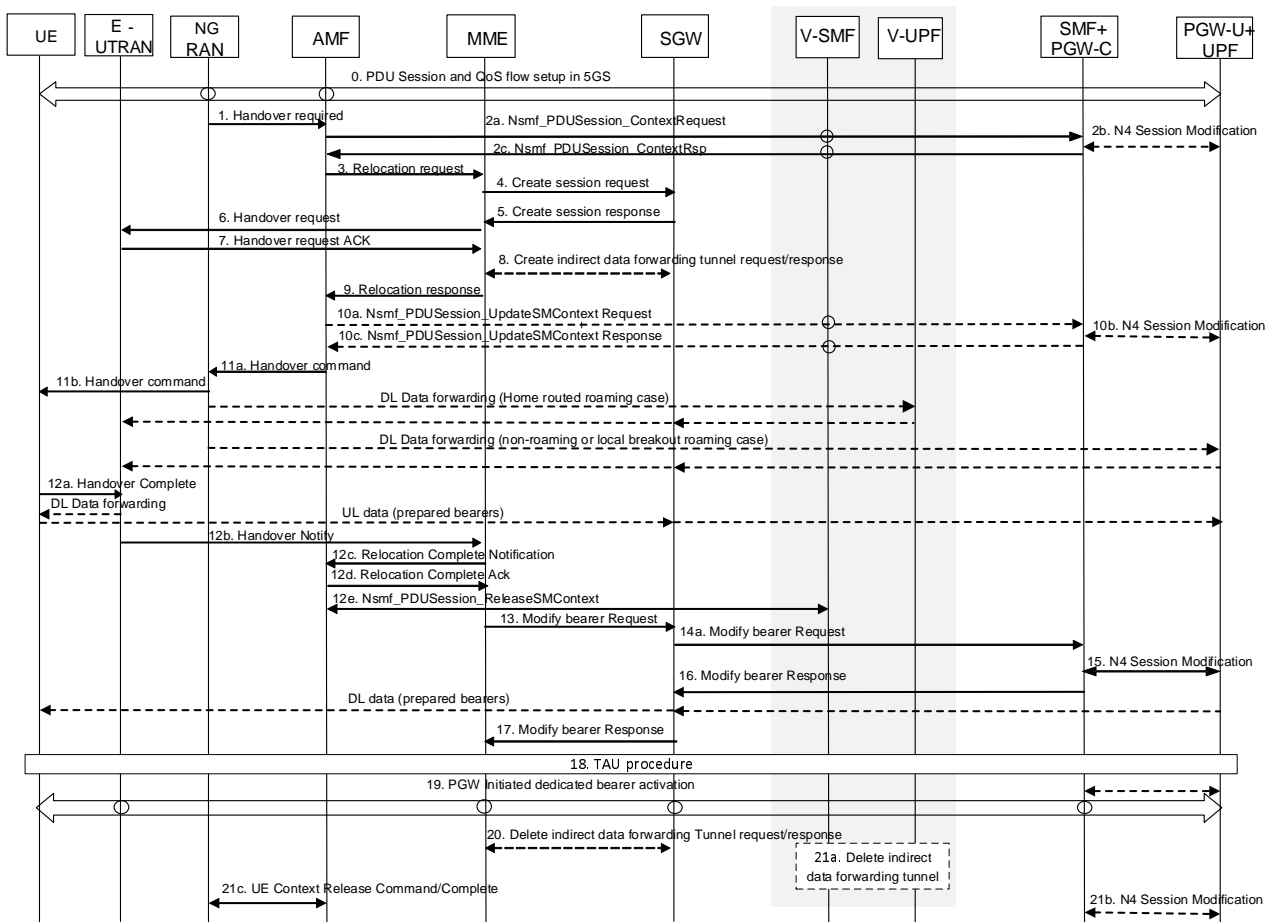 UE
E -
UTRAN
NG
RAN
AMF
MME
SGW
V-SMF
V-UPF
SMF+
PGW-C
PGW-U+
UPF
0. PDU Session and QoS flow setup in 5GS
1. Handover required
2a. Nsmf_PDUSession_ContextRequest
2b. N4 Session Modification
2c. Nsmf_PDUSession_ContextRsp
3. Relocation request
4. Create session request
5. Create session response
6. Handover request
7. Handover request ACK
8. Create indirect data forwarding tunnel request/response
9. Relocation response
10a. Nsmf_PDUSession_UpdateSMContext Request
10b. N4 Session Modification
10c. Nsmf_PDUSession_UpdateSMContext Response
11a. Handover command
11b. Handover command
DL Data forwarding (Home routed roaming case)
DL Data forwarding (non-roaming or local breakout roaming case)
12a. Handover Complete
DL Data forwarding
UL data (prepared bearers)
12b. Handover Notify
12c. Relocation Complete Notification
12d. Relocation Complete Ack
12e. Nsmf_PDUSession_ReleaseSMContext
13. Modify bearer Request
14a. Modify bearer Request
15. N4 Session Modification
16. Modify bearer Response
DL data (prepared bearers)
17. Modify bearer Response
18. TAU procedure
19. PGW Initiated dedicated bearer activation
20. Delete indirect data forwarding Tunnel request/response
21a. Delete indirect
data forwarding tunnel
21c. UE Context Release Command/Complete
21b. N4 Session Modification